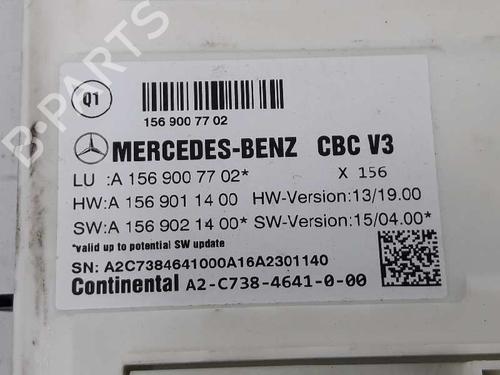 B-PARTS
Q1
156 900 77 02
MERCEDES-BENZ CBC V3
LU :A 156 900 77 02* X 156
HW:A 156 901 14 00 HW-Version:13/19.00
SW:A 156 902 14 00* SW-Version:15/04.00*
*valid up to potential SW update
SN: A2C7384641000A16A2301140
Continental A2-C738-4641-0-00